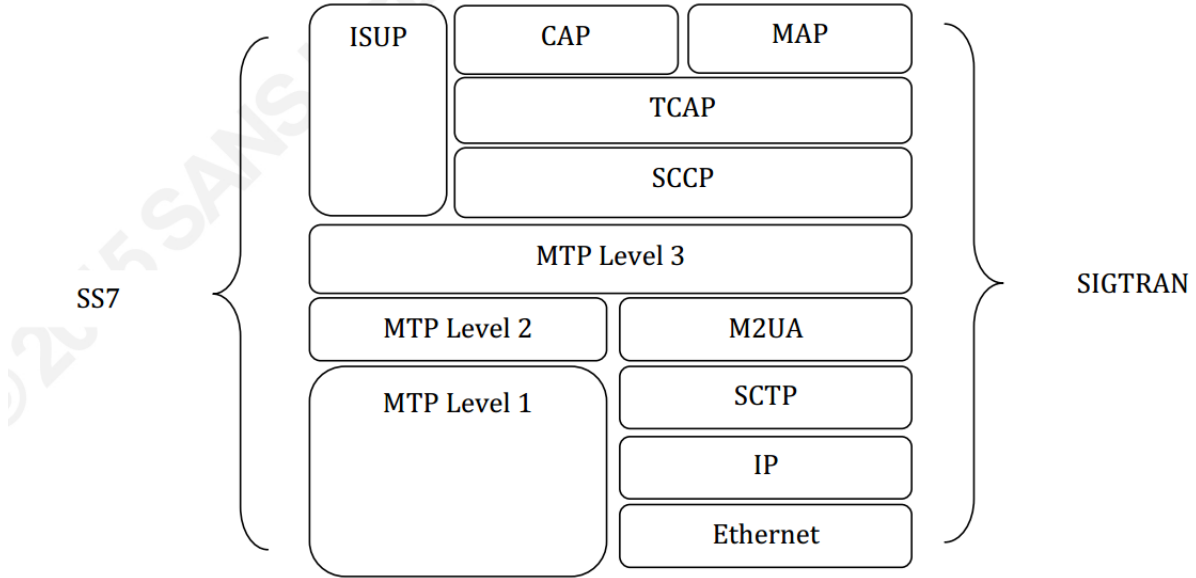 ISUP
CAP
MAP
TCAP
SCCP
MTP Level 3
SS7
SIGTRAN
MTP Level 2
M2UA
MTP Level 1
SCTP
IP
Ethernet